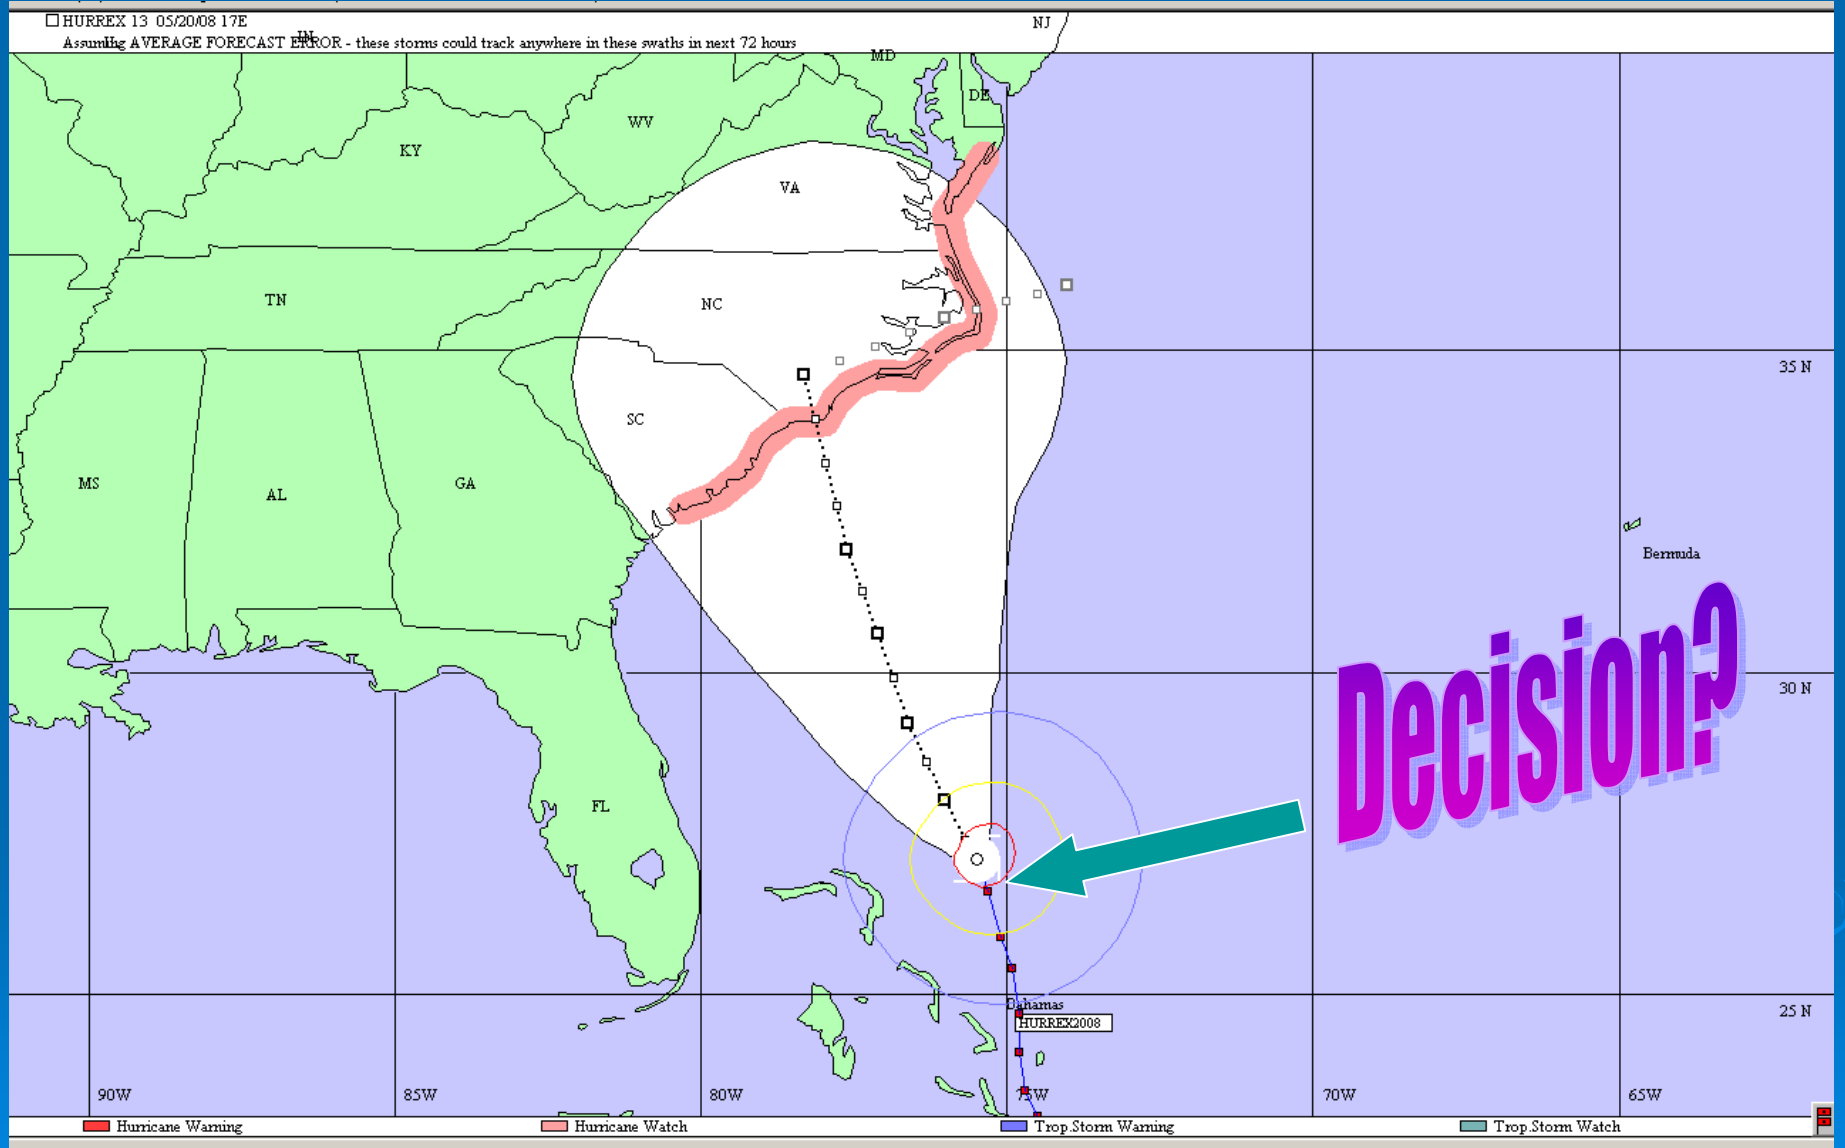 HURREX 13 05/20/08 17E
NJ
IN
Assuming AVERAGE FORECAST ERROR - these storms could track anywhere in these swaths in next 72 hours
MD
DE
WV
KY
VA
TN
NC
35 N
SC
MS
AL
GA
Bermuda
Decision?
30 N
FL
Bahamas
HURREX2008
25 N
90W
85W
80W
75W
70W
65W
Hurricane Warning
Hurricane Watch
Trop.Storm Warning
Trop.Storm Watch